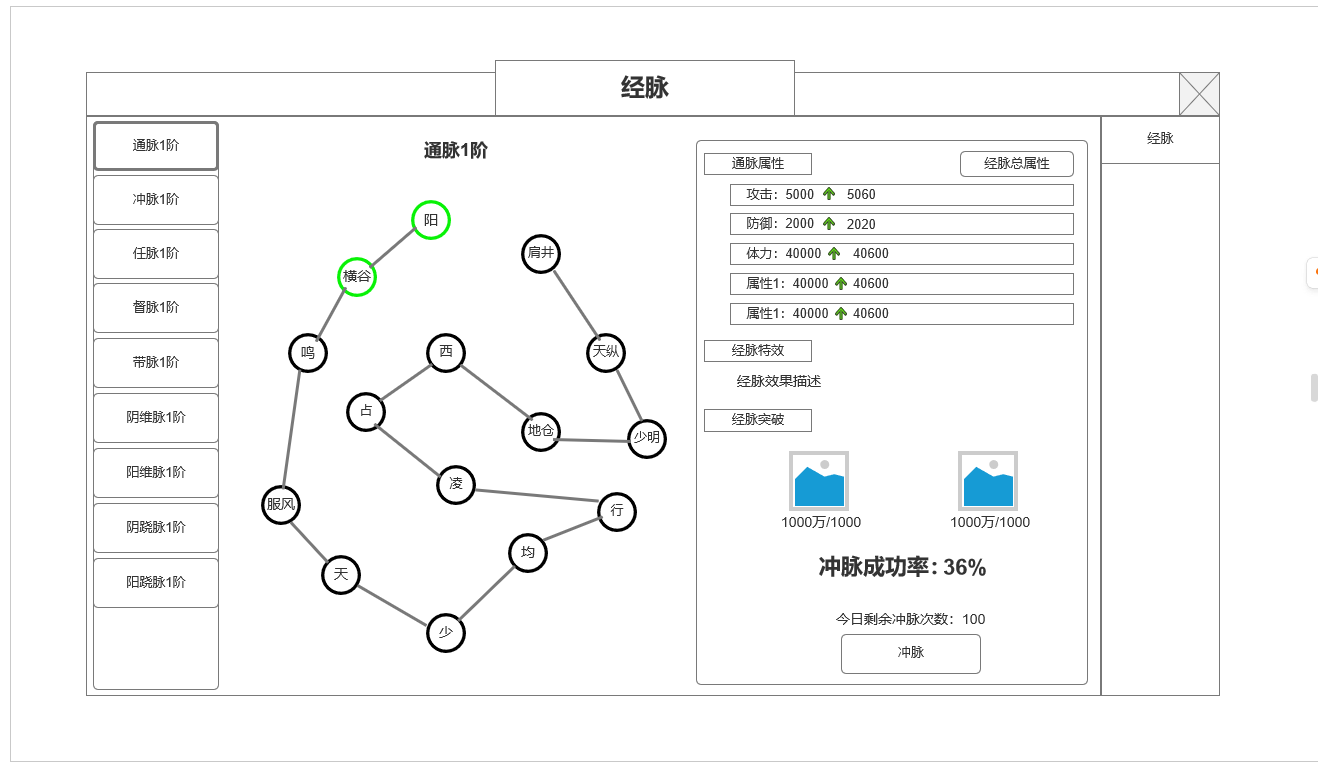 经脉
经脉
通脉1阶
冲脉1阶
任脉1阶
督脉1阶
带脉1阶
阴维脉1阶
阳维脉1阶
阴跷脉1阶
阳跷脉1阶
通脉1阶
阳
横谷
肩井
鸣
西
天纵
占
地仓
少明
凌
服风
行
均
天
少
通脉属性
经脉总属性
攻击：5000 5060
防御：2000 2020
体力：40000 40600
属性1：40000 40600
属性1：40000 40600
经脉特效
经脉效果描述
经脉突破
1000万/1000
1000万/1000
冲脉成功率：36%
今日剩余冲脉次数：100
冲脉